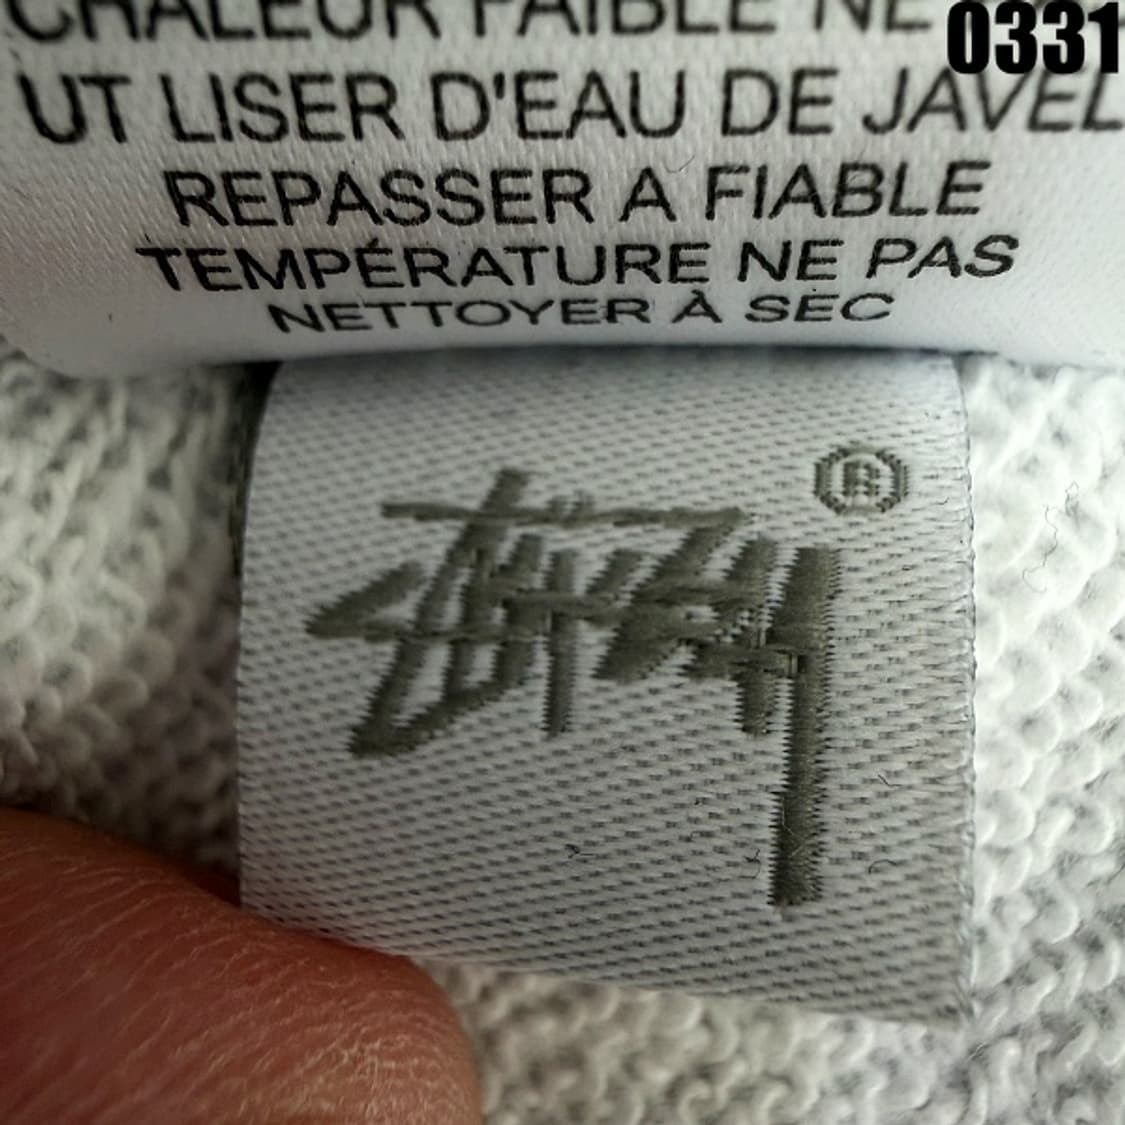 CHALEUR FAIBLE NE
0331
UT LISER D'EAU DE JAVEL
REPASSER A FIABLE
TEMPÉRATURE NE PAS
NETTOYER À SEC
®
Stüssy